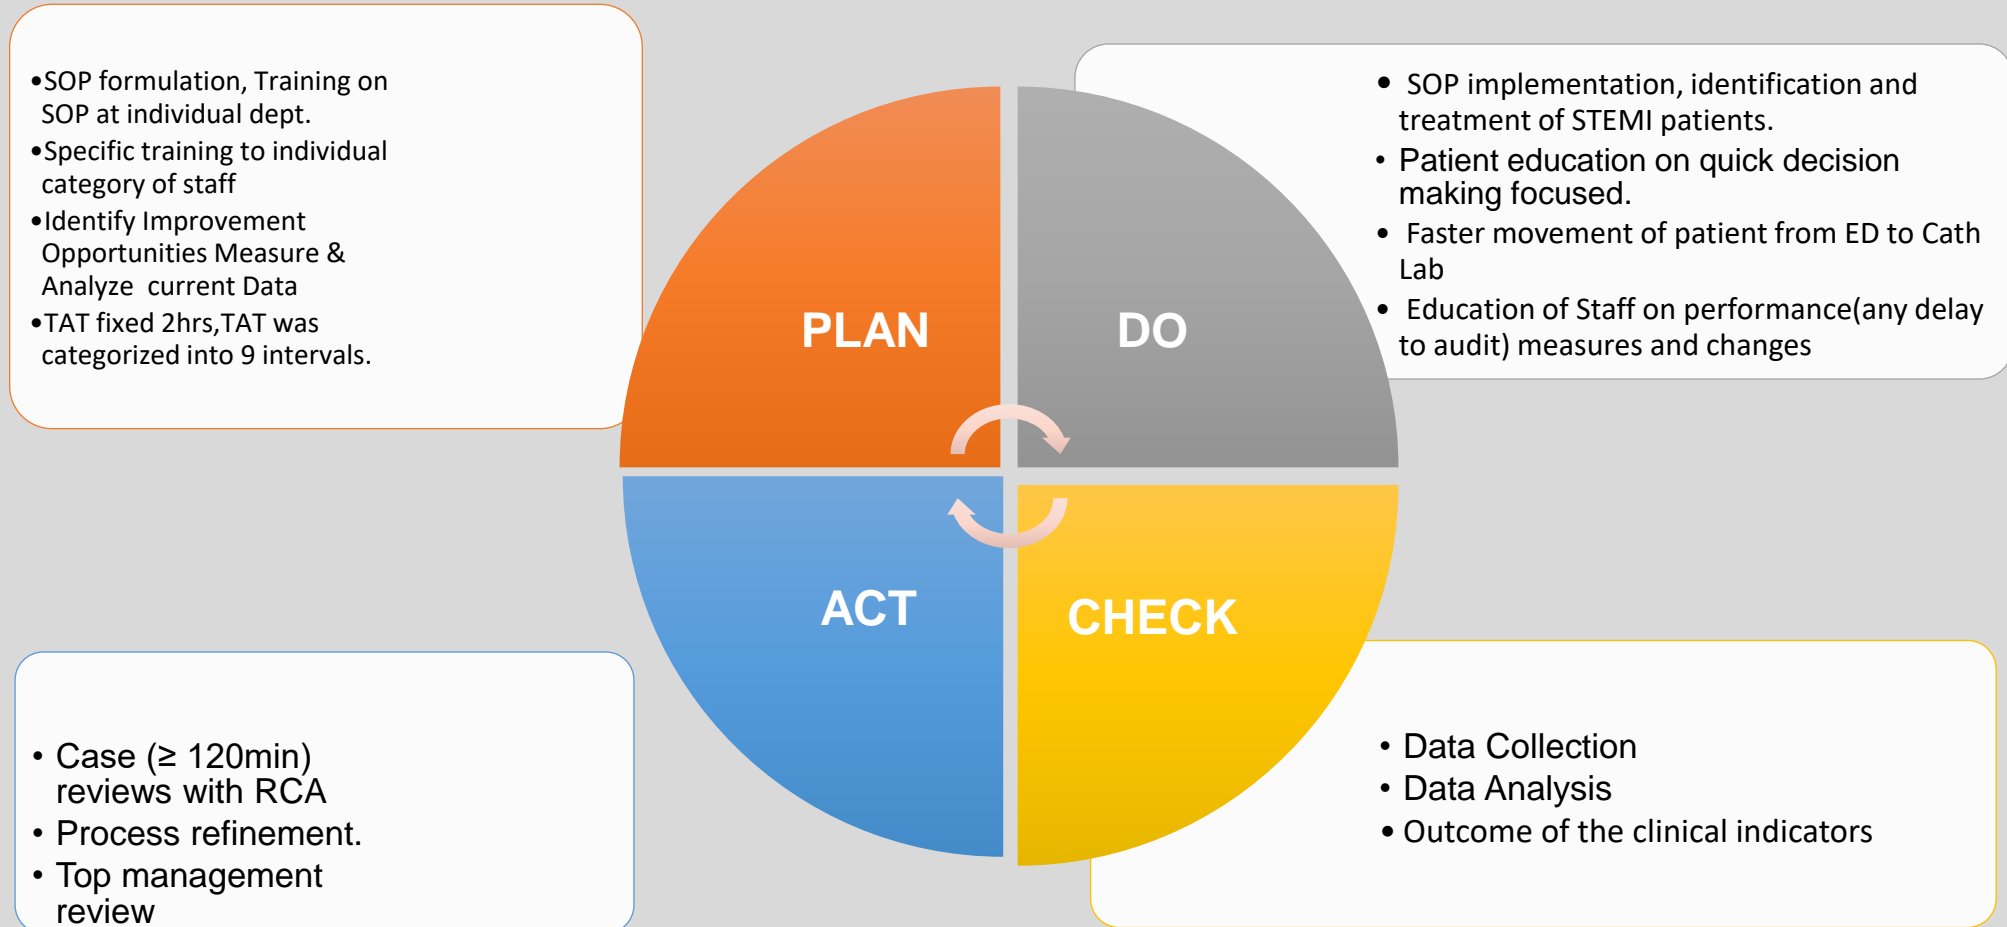 •SOP formulation, Training on
SOP at individual dept.
•Specific training to individual
category of staff
•Identify Improvement
Opportunities Measure &
Analyze  current Data
•TAT fixed 2hrs,TAT was
categorized into 9 intervals.
PLAN
DO
• SOP implementation, identification and
treatment of STEMI patients.
• Patient education on quick decision
making focused.
• Faster movement of patient from ED to Cath
Lab
• Education of Staff on performance(any delay
to audit) measures and changes
ACT
CHECK
• Case (≥ 120min)
reviews with RCA
• Process refinement.
• Top management
review
• Data Collection
• Data Analysis
• Outcome of the clinical indicators